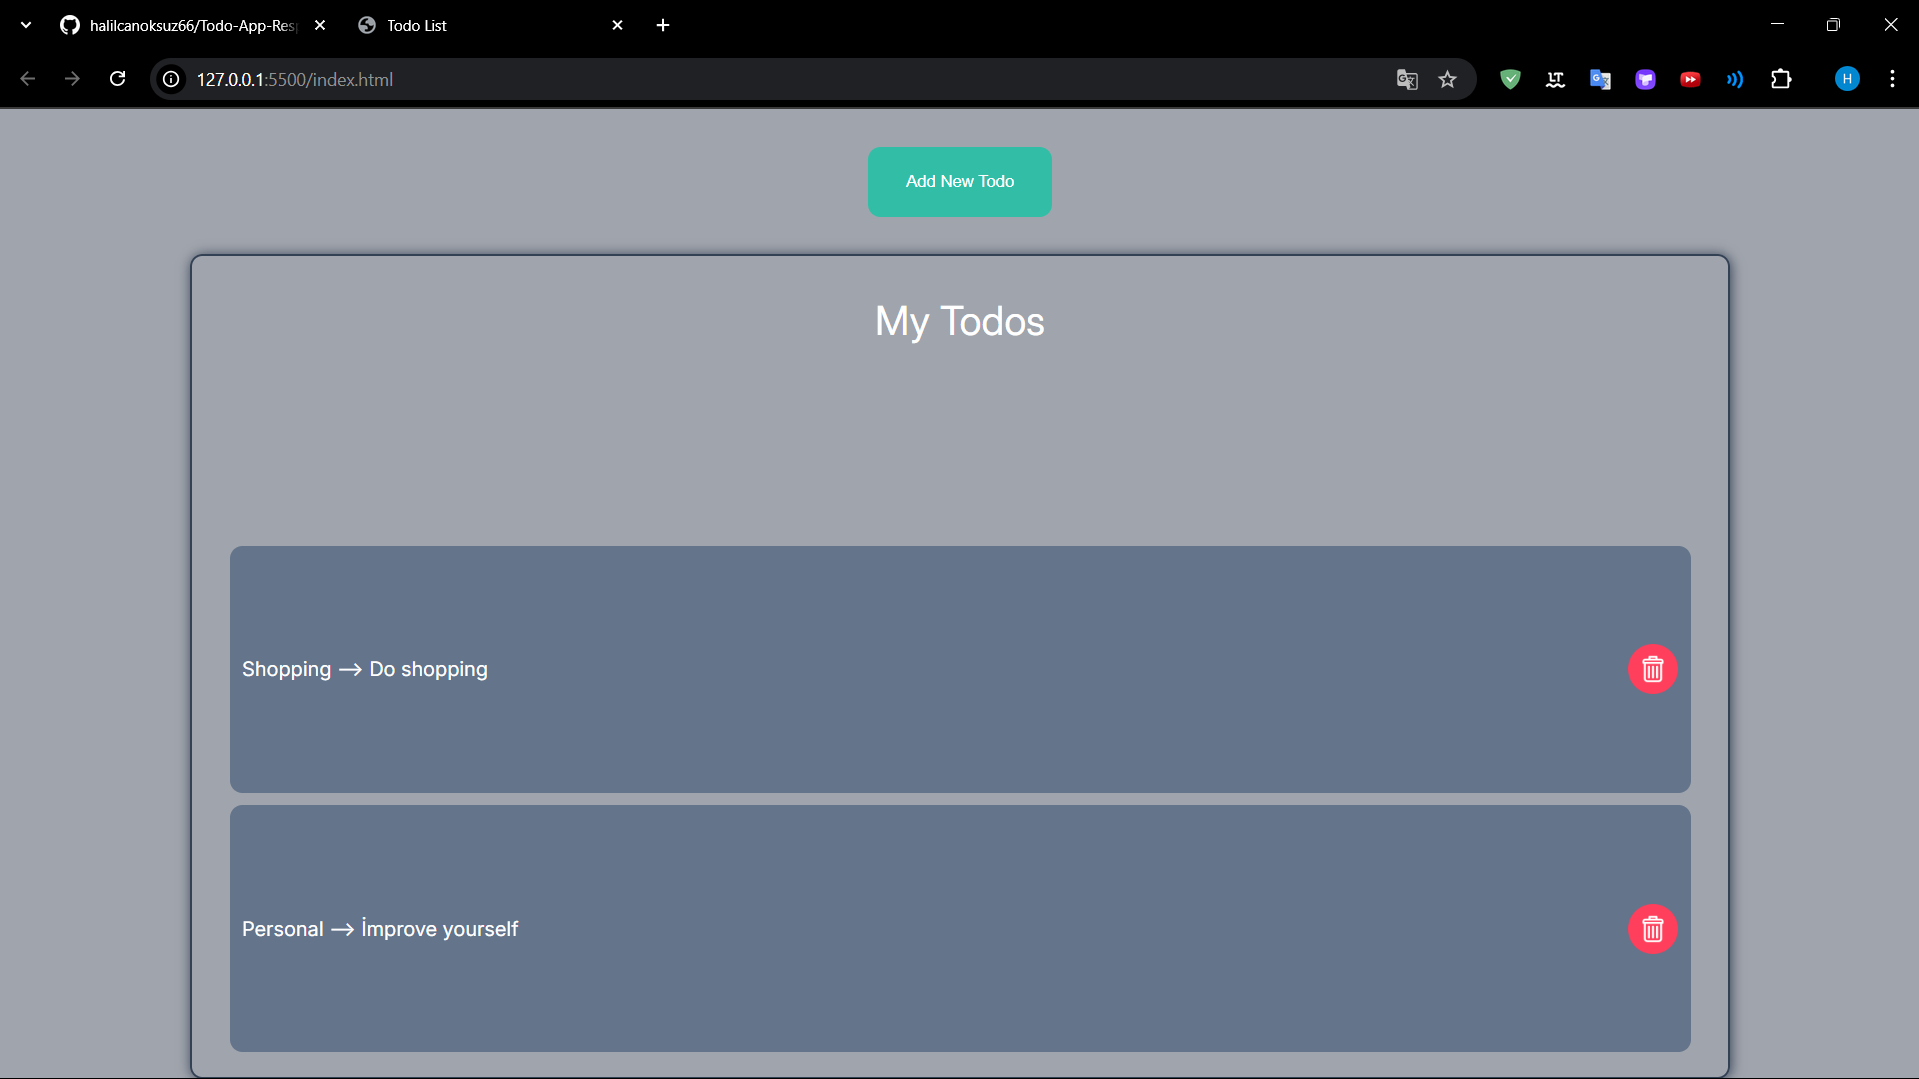 halilcanoksuz66/Todo-App-Res
Todo List
127.0.0.1:5500/index.html
H
Add New Todo
My Todos
Shopping → Do shopping
Personal → İmprove yourself